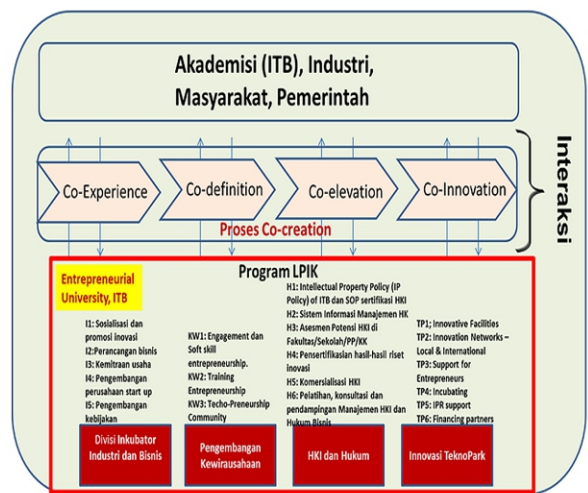 Akademisi (ITB), Industri,
Masyarakat, Pemerintah
Interaksi
Co-Experience
Co-definition
Co-elevation
Co-Innovation
Proses Co-creation
Program LPIK
Entrepreneurial
University, ITB
I1: Sosialisasi dan
promosi inovasi
I2:Perancangan bisnis
I3: Kemitraan usaha
I4: Pengembangan
perusahaan start up
I5: Pengembangan
kebijakan
Divisi Inkubator
Industri dan Bisnis
KW1: Engagement dan
Soft skill
entrepreneurship.
KW2: Training
Entrepreneurship
KW3: Techo-Preneurship
Community
Pengembangan
Kewirausahaan
H1: Intellectual Property Policy (IP
Policy) of ITB dan SOP sertifikasi HKI
H2: Sistem Informasi Manajemen HK
H3: Asesmen Potensi HKI di
Fakultas/Sekolah/PP/KK
H4: Pensertifikasian hasil-hasil riset
inovasi
H5: Komersialisasi HKI
H6: Pelatihan, konsultasi dan
pendampingan Manajemen HKI dan
Hukum Bisnis
HKI dan Hukum
TP1; Innovative Facilities
TP2: Innovation Networks –
Local & International
TP3: Support for
Entrepreneurs
TP4: Incubating
TP5: IPR support
TP6: Financing partners
Innovasi TeknoPark